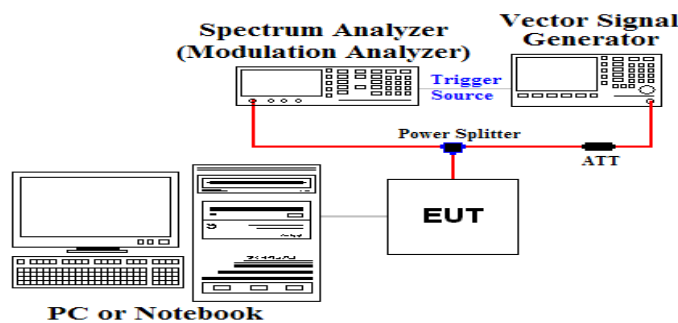 Spectrum Analyzer
(Modulation Analyzer)
Vector Signal
Generator
Trigger
Source
Power Splitter
ATT
EUT
PC or Notebook